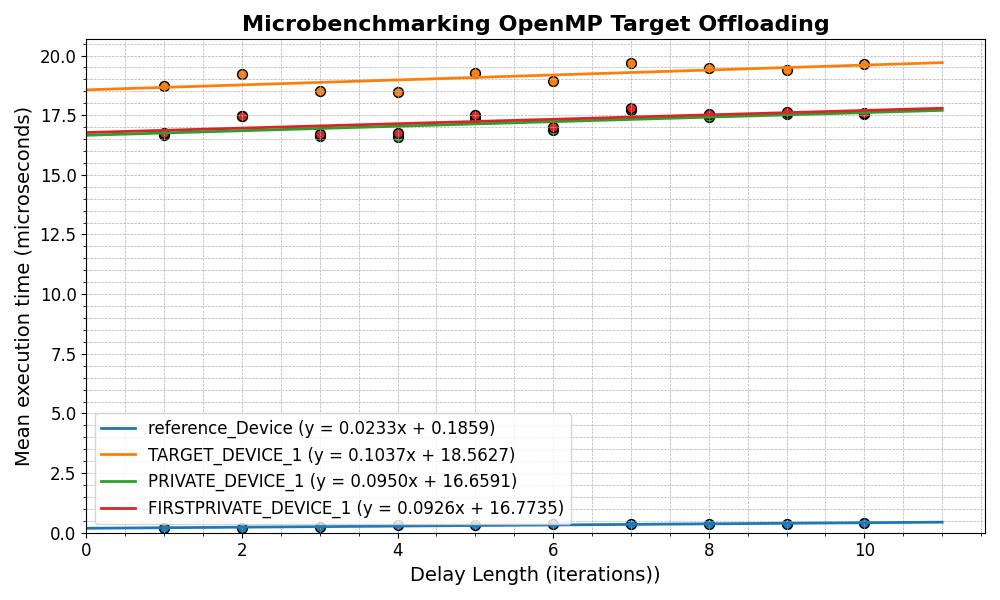 Microbenchmarking OpenMP Target Offloading
Mean execution time (microseconds)
20.0
17.5
15.0
12.5
10.0
7.5
5.0
2.5
0.0
reference_Device (y = 0.0233x + 0.1859)
TARGET_DEVICE_1 (y = 0.1037x + 18.5627)
PRIVATE_DEVICE_1 (y = 0.0950x + 16.6591)
FIRSTPRIVATE_DEVICE_1 (y = 0.0926x + 16.7735)
0 2 4 6 8 10
Delay Length (iterations))